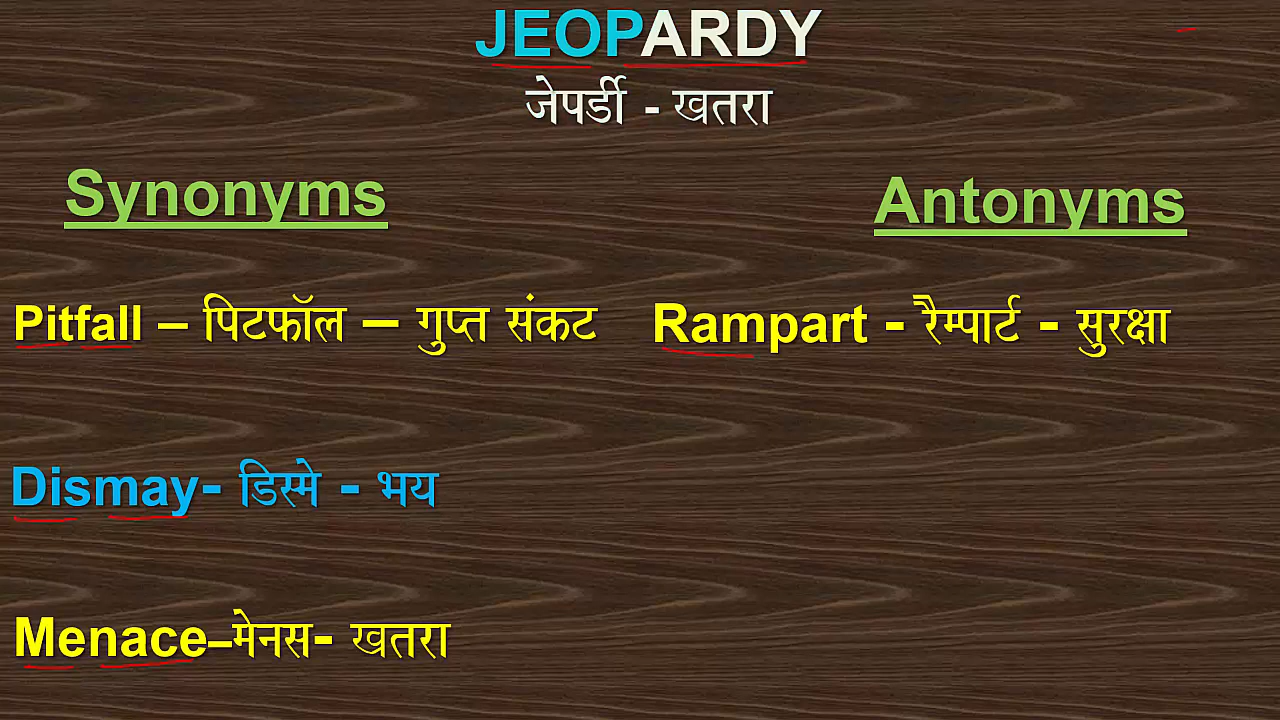 JEOPARDY
जेपर्डी - खतरा
Synonyms
Antonyms
Pitfall – पिटफॉल – गुप्त संकट
Rampart - रैम्पार्ट - सुरक्षा
Dismay- डिस्मे - भय
Menace–मेनस- खतरा